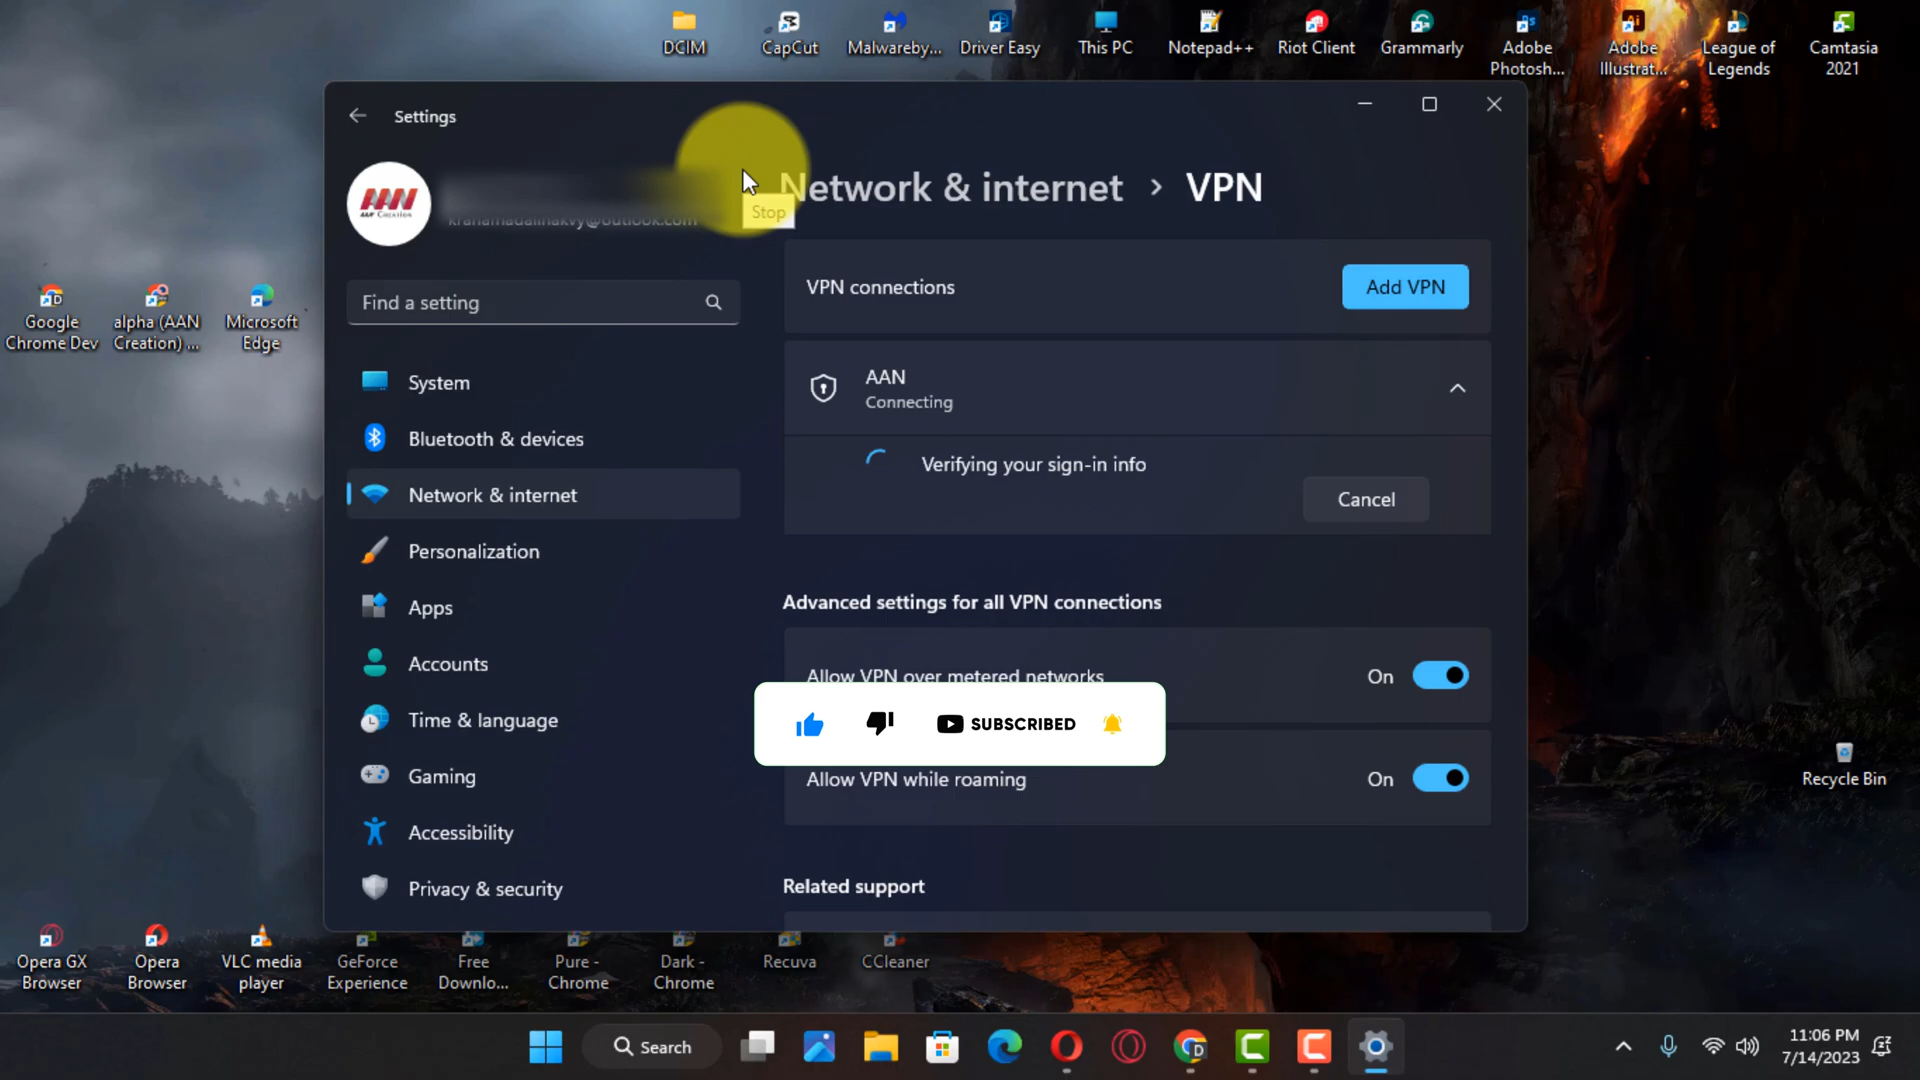 DCIM
CapCut
Malwareby...
Driver Easy
This PC
Notepad++
Riot Client
Grammarly
Adobe
Photosh...
Adobe
Illustrat...
League of
Legends
Camtasia
2021
Settings
AAN
AAN Creation
Stop
Network & internet > VPN
VPN connections
Add VPN
Find a setting
AAN
Connecting
Verifying your sign-in info
Cancel
System
Bluetooth & devices
Network & internet
Personalization
Apps
Accounts
Time & language
Gaming
Accessibility
Privacy & security
Advanced settings for all VPN connections
Allow VPN over metered networks
On
SUBSCRIBED
Allow VPN while roaming
On
Related support
Google
Chrome Dev
alpha (AAN
Creation) ...
Microsoft
Edge
Recycle Bin
Opera GX
Browser
Opera
Browser
VLC media
player
GeForce
Experience
Free
Downlo...
Pure -
Chrome
Dark -
Chrome
Recuva
CCleaner
Search
11:06 PM
7/14/2023